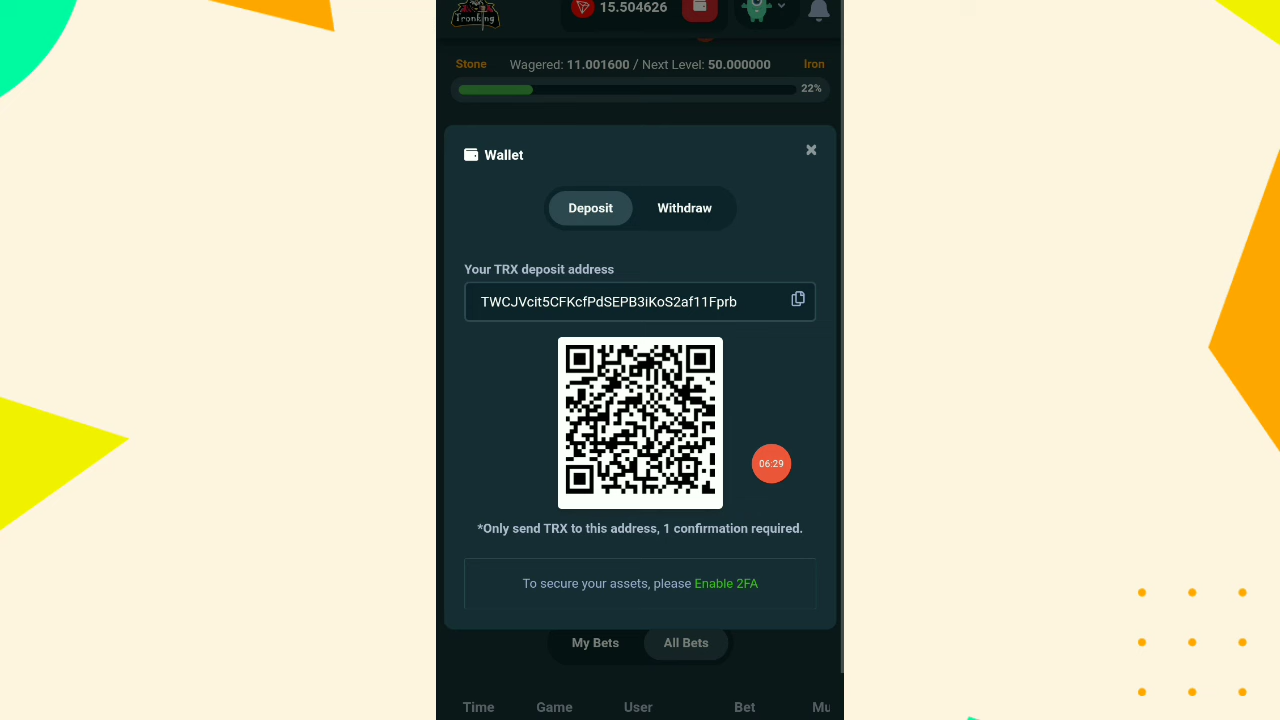 Tronking
15.504626
Stone Wagered: 11.001600 / Next Level: 50.000000 Iron
22%
Wallet
Deposit Withdraw
Your TRX deposit address
TWCJVcit5CFKcfPdSEPB3iKoS2af11Fprb
06:29
*Only send TRX to this address, 1 confirmation required.
To secure your assets, please Enable 2FA
My Bets All Bets
Time Game User Bet Mu